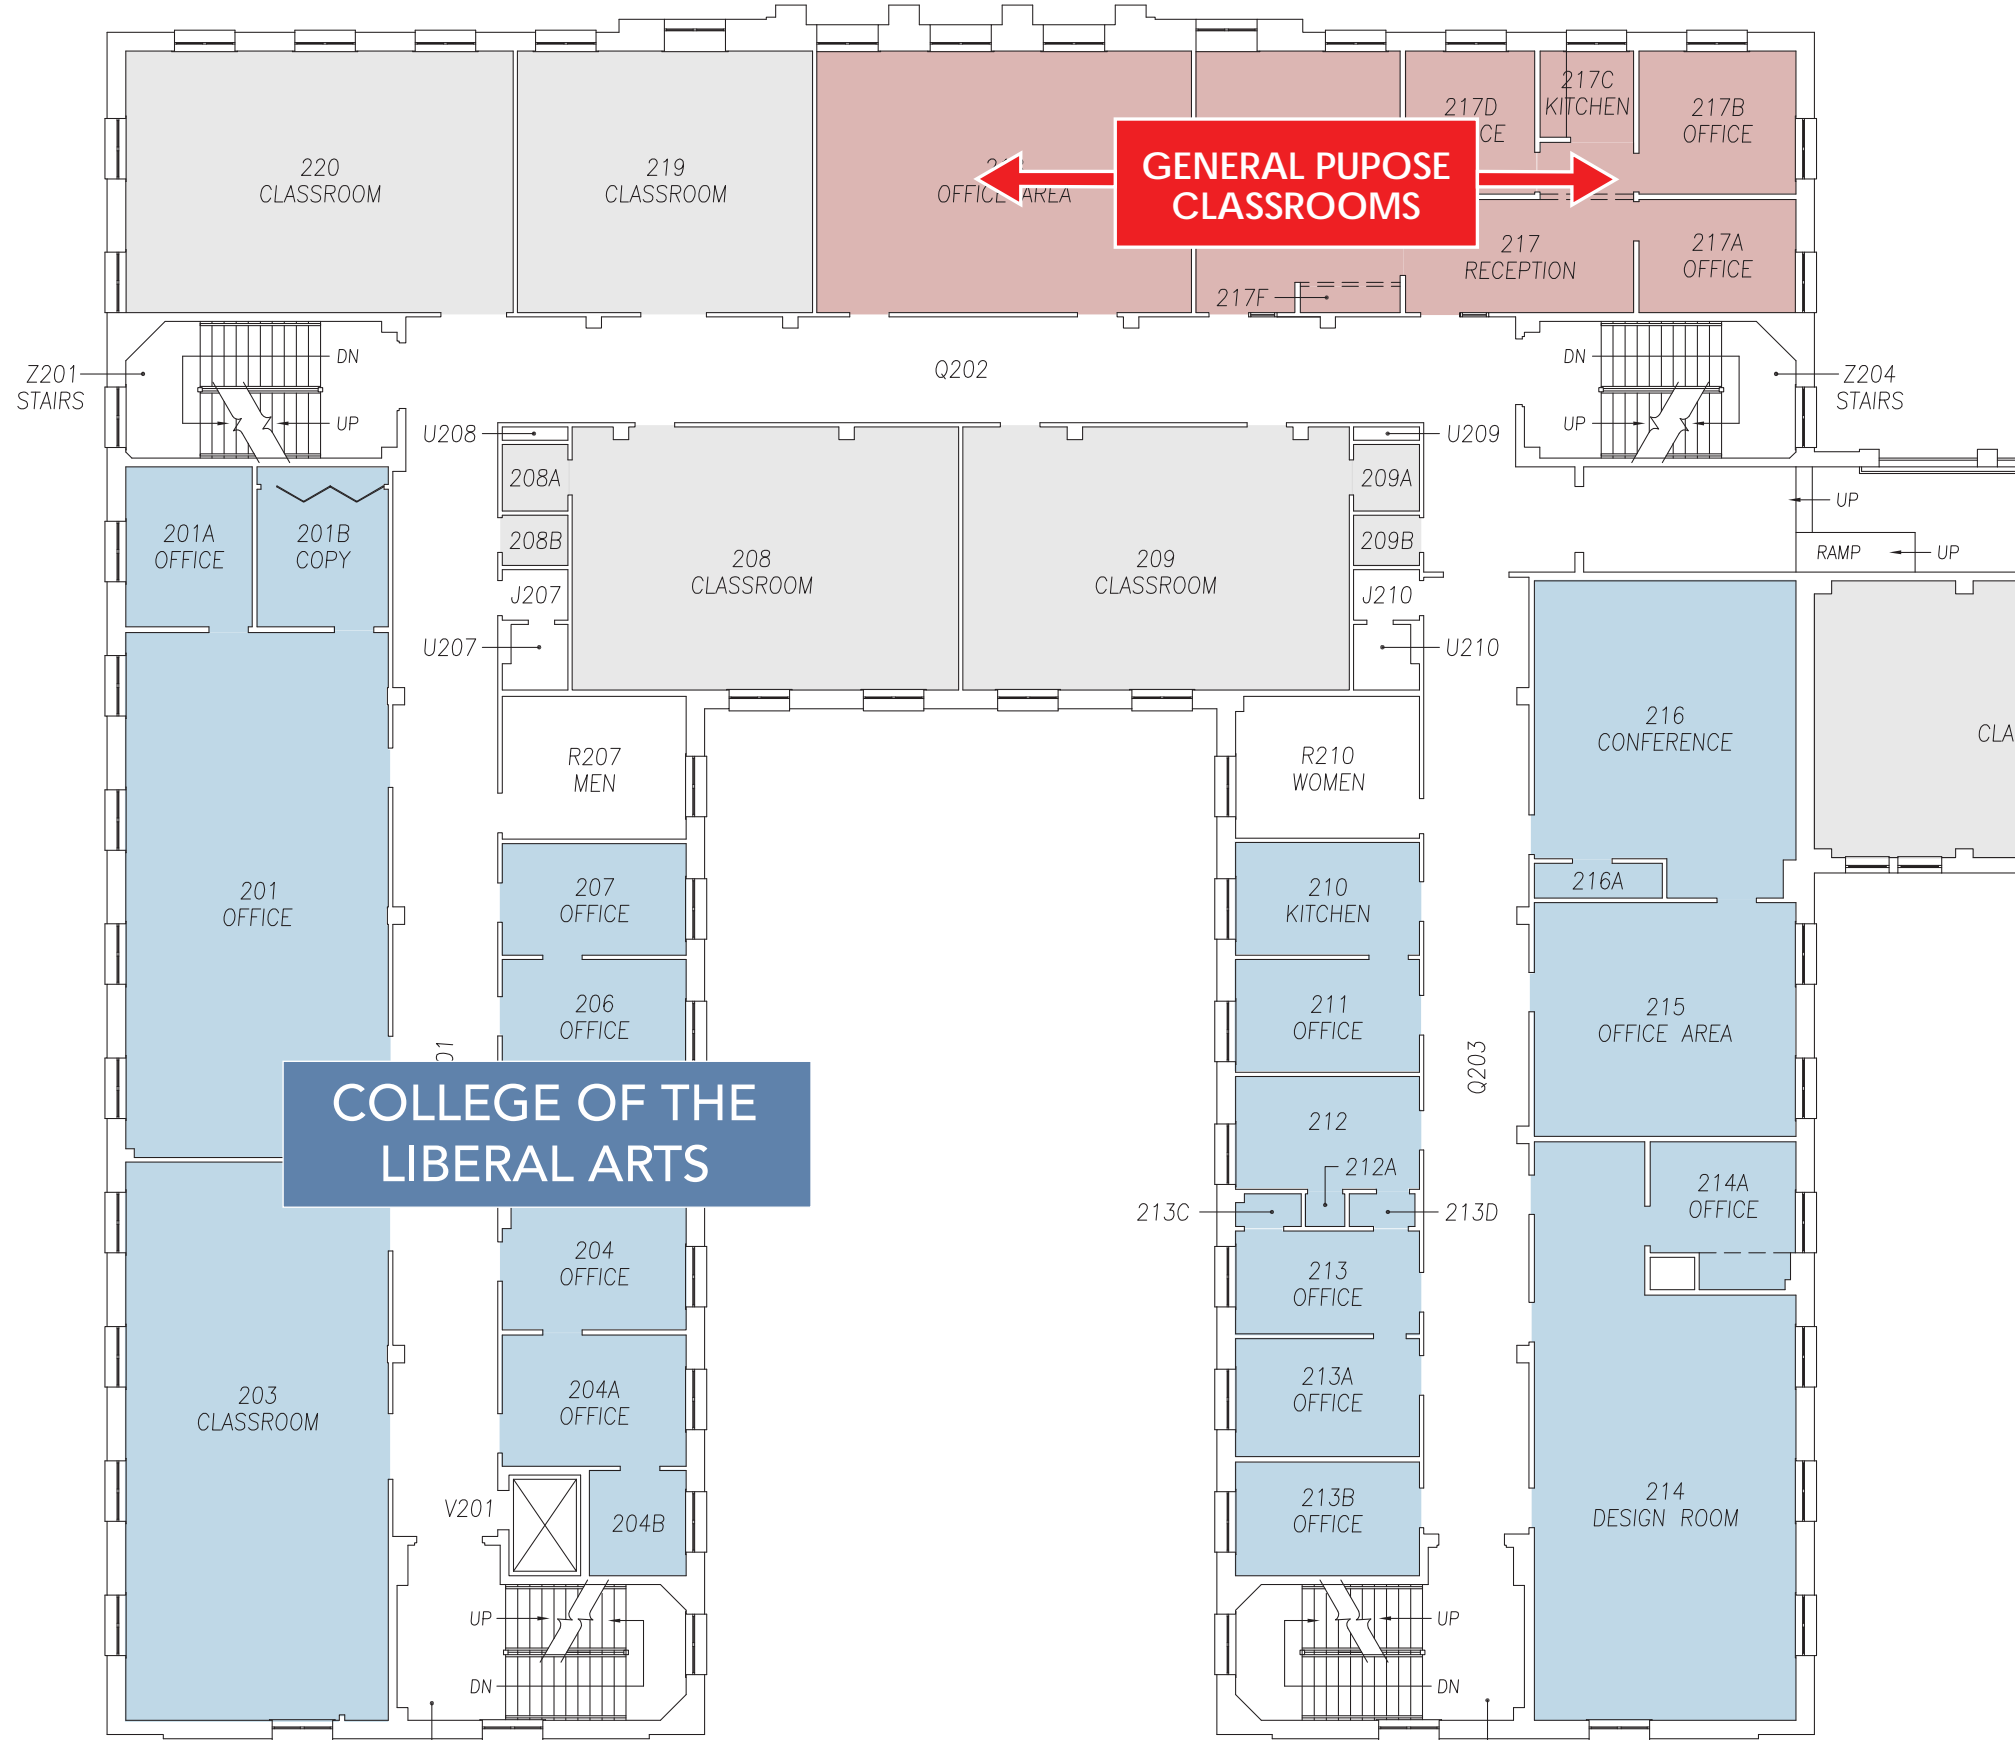 220
CLASSROOM
219
CLASSROOM
OFFICE AREA
GENERAL PUPOSE
CLASSROOMS
217D
217C
KITCHEN
217B
OFFICE
217
RECEPTION
217A
OFFICE
217F
Z201
STAIRS
DN
UP
Q202
DN
UP
Z204
STAIRS
U208
U209
208A
209A
208B
209B
201A
OFFICE
201B
COPY
208
CLASSROOM
209
CLASSROOM
UP
RAMP
UP
J207
J210
U207
U210
R207
MEN
R210
WOMEN
216
CONFERENCE
216A
201
OFFICE
207
OFFICE
210
KITCHEN
206
OFFICE
211
OFFICE
215
OFFICE AREA
Q203
COLLEGE OF THE
LIBERAL ARTS
212
212A
213C
213D
214A
OFFICE
204
OFFICE
213
OFFICE
203
CLASSROOM
204A
OFFICE
213A
OFFICE
V201
204B
213B
OFFICE
214
DESIGN ROOM
UP
DN
UP
DN